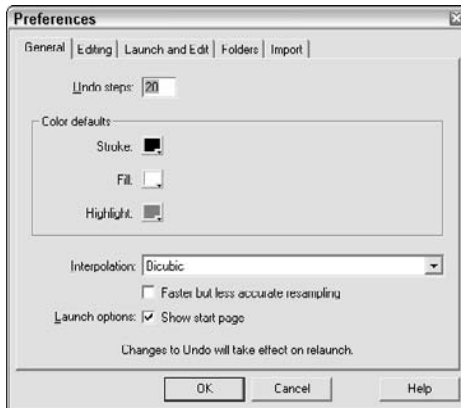 Preferences
General Editing Launch and Edit Folders Import
Undo steps: 20
Color defaults
Stroke:
Fill:
Highlight:
Interpolation: Bicubic
Faster but less accurate resampling
Launch options: Show start page
Changes to Undo will take effect on relaunch.
OK Cancel Help